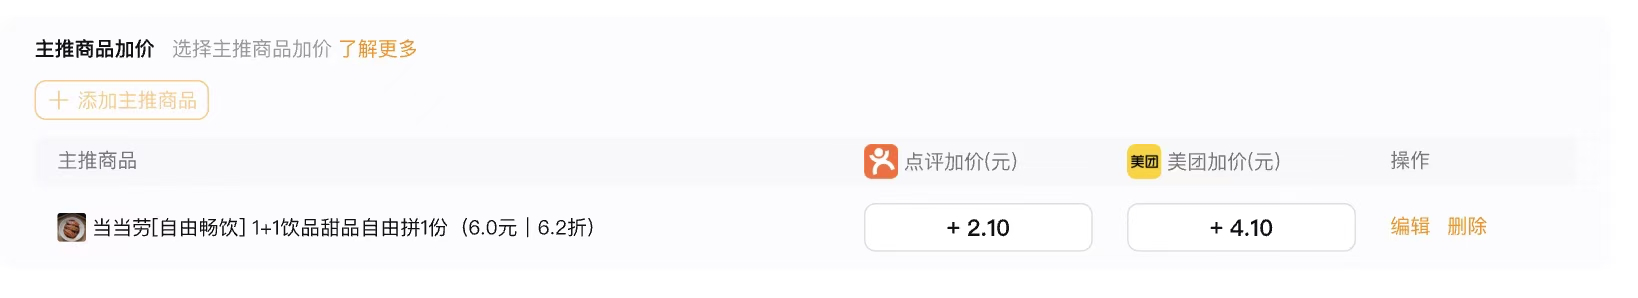 主推商品加价 选择主推商品加价 了解更多
+ 添加主推商品
主推商品 点评加价(元) 美团 美团加价(元) 操作
当当劳[自由畅饮] 1+1饮品甜品自由拼1份（6.0元｜6.2折） + 2.10 + 4.10 编辑 删除